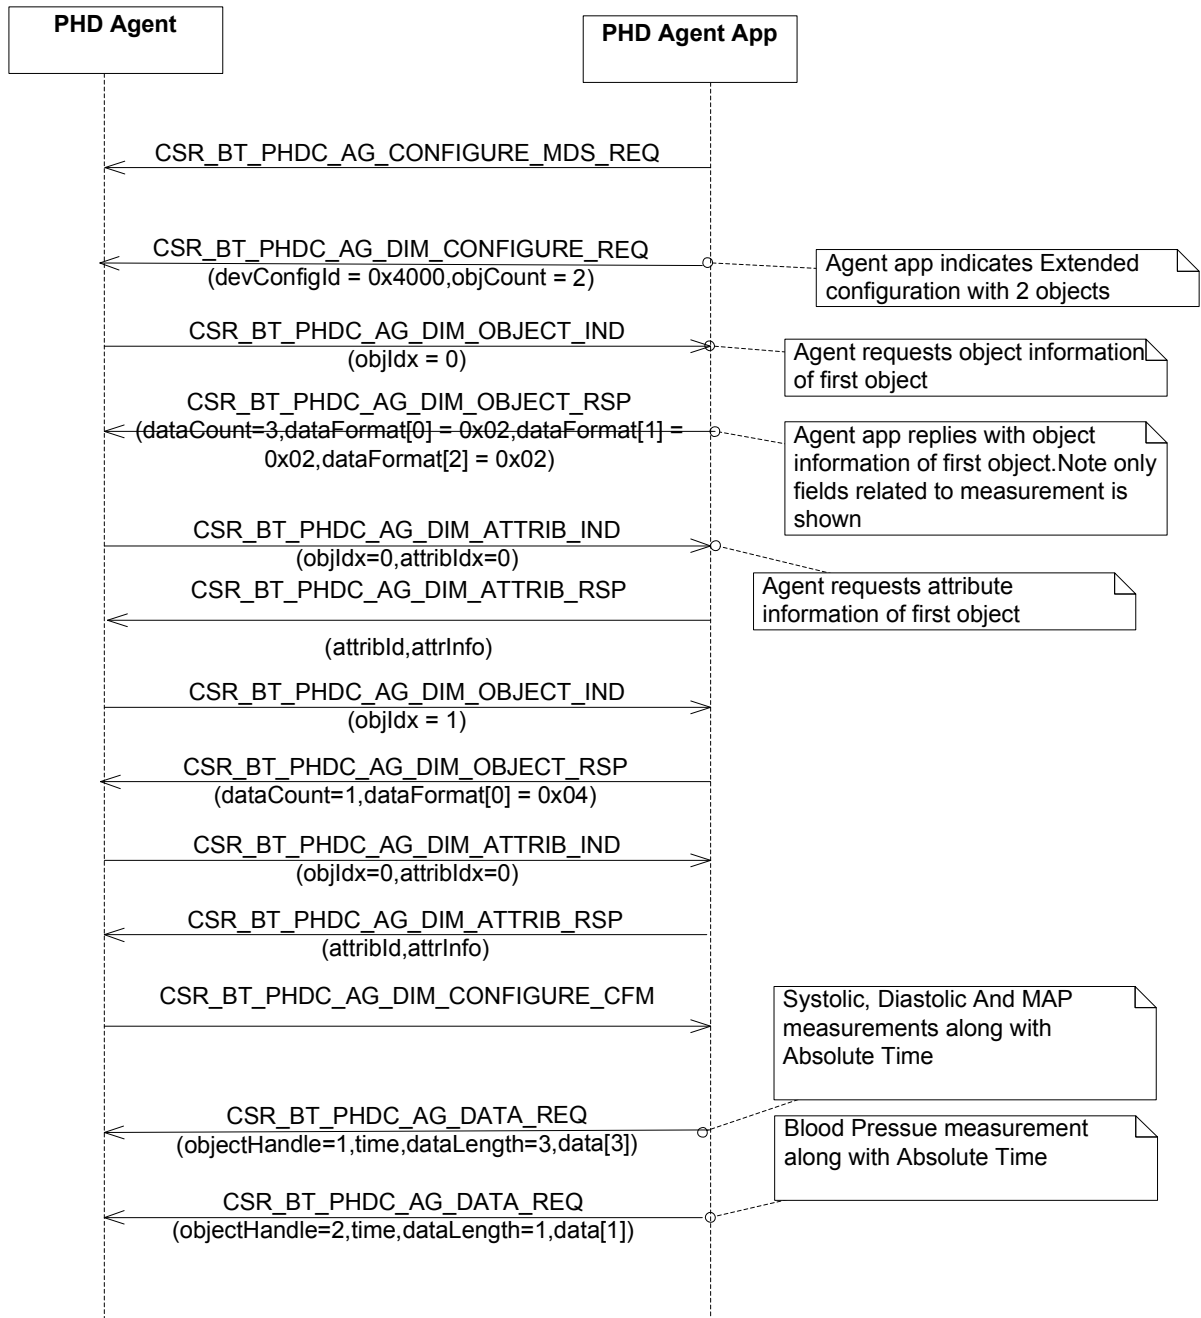 PHD Agent
PHD Agent App
CSR_BT_PHDC_AG_CONFIGURE_MDS_REQ
CSR_BT_PHDC_AG_DIM_CONFIGURE_REQ
(devConfigId = 0x4000,objCount = 2)
Agent app indicates Extended
configuration with 2 objects
CSR_BT_PHDC_AG_DIM_OBJECT_IND
(objIdx = 0)
Agent requests object information
of first object
CSR_BT_PHDC_AG_DIM_OBJECT_RSP
(dataCount=3,dataFormat[0] = 0x02,dataFormat[1] =
0x02,dataFormat[2] = 0x02)
Agent app replies with object
information of first object.Note only
fields related to measurement is
shown
CSR_BT_PHDC_AG_DIM_ATTRIB_IND
(objIdx=0,attribIdx=0)
Agent requests attribute
information of first object
CSR_BT_PHDC_AG_DIM_ATTRIB_RSP
(attribId,attrInfo)
CSR_BT_PHDC_AG_DIM_OBJECT_IND
(objIdx = 1)
CSR_BT_PHDC_AG_DIM_OBJECT_RSP
(dataCount=1,dataFormat[0] = 0x04)
CSR_BT_PHDC_AG_DIM_ATTRIB_IND
(objIdx=0,attribIdx=0)
CSR_BT_PHDC_AG_DIM_ATTRIB_RSP
(attribId,attrInfo)
CSR_BT_PHDC_AG_DIM_CONFIGURE_CFM
Systolic, Diastolic And MAP
measurements along with
Absolute Time
CSR_BT_PHDC_AG_DATA_REQ
(objectHandle=1,time,dataLength=3,data[3])
Blood Pressue measurement
along with Absolute Time
CSR_BT_PHDC_AG_DATA_REQ
(objectHandle=2,time,dataLength=1,data[1])